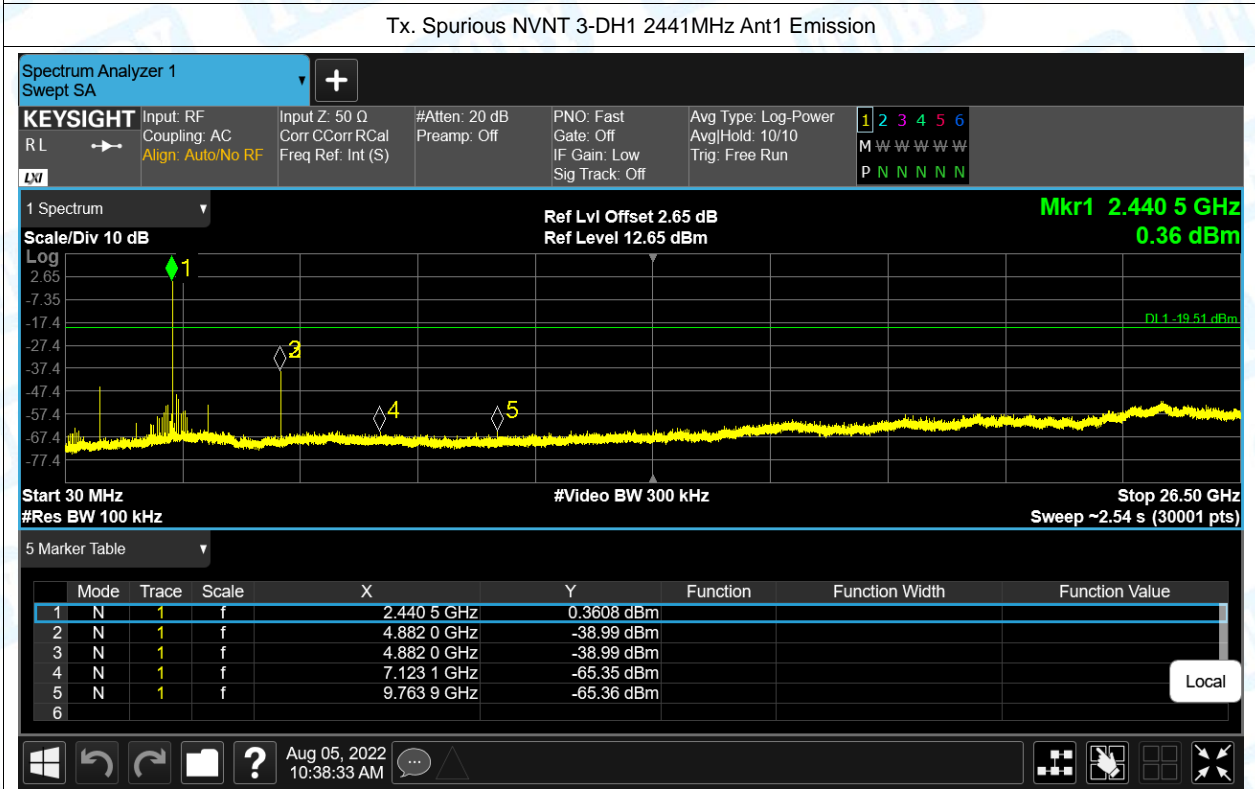 Tx. Spurious NVNT 3-DH1 2441MHz Ant1 Emission
Spectrum Analyzer 1
Swept SA
KEYSIGHT Input: RF Input Z: 50 Ω #Atten: 20 dB PNO: Fast Avg Type: Log-Power 1 2 3 4 5 6
RL Coupling: AC Corr CCorr RCal Preamp: Off Gate: Off Avg|Hold: 10/10 M W W W W W
Align: Auto/No RF Freq Ref: Int (S) IF Gain: Low Trig: Free Run
LXI Sig Track: Off P N N N N N
1 Spectrum Ref Lvl Offset 2.65 dB Mkr1 2.440 5 GHz
Scale/Div 10 dB Ref Level 12.65 dBm 0.36 dBm
Log
1
2.65
-7.35
-17.4 DL1 -19.51 dBm
-27.4
-37.4
-47.4
4 5
-57.4
-67.4
-77.4
Start 30 MHz #Video BW 300 kHz Stop 26.50 GHz
#Res BW 100 kHz Sweep ~2.54 s (30001 pts)
5 Marker Table
Mode Trace Scale X Y Function Function Width Function Value
1 N 1 f 2.440 5 GHz 0.3608 dBm
2 N 1 f 4.882 0 GHz -38.99 dBm
3 N 1 f 4.882 0 GHz -38.99 dBm
4 N 1 f 7.123 1 GHz -65.35 dBm
5 N 1 f 9.763 9 GHz -65.36 dBm
6
Local
? Aug 05, 2022
10:38:33 AM